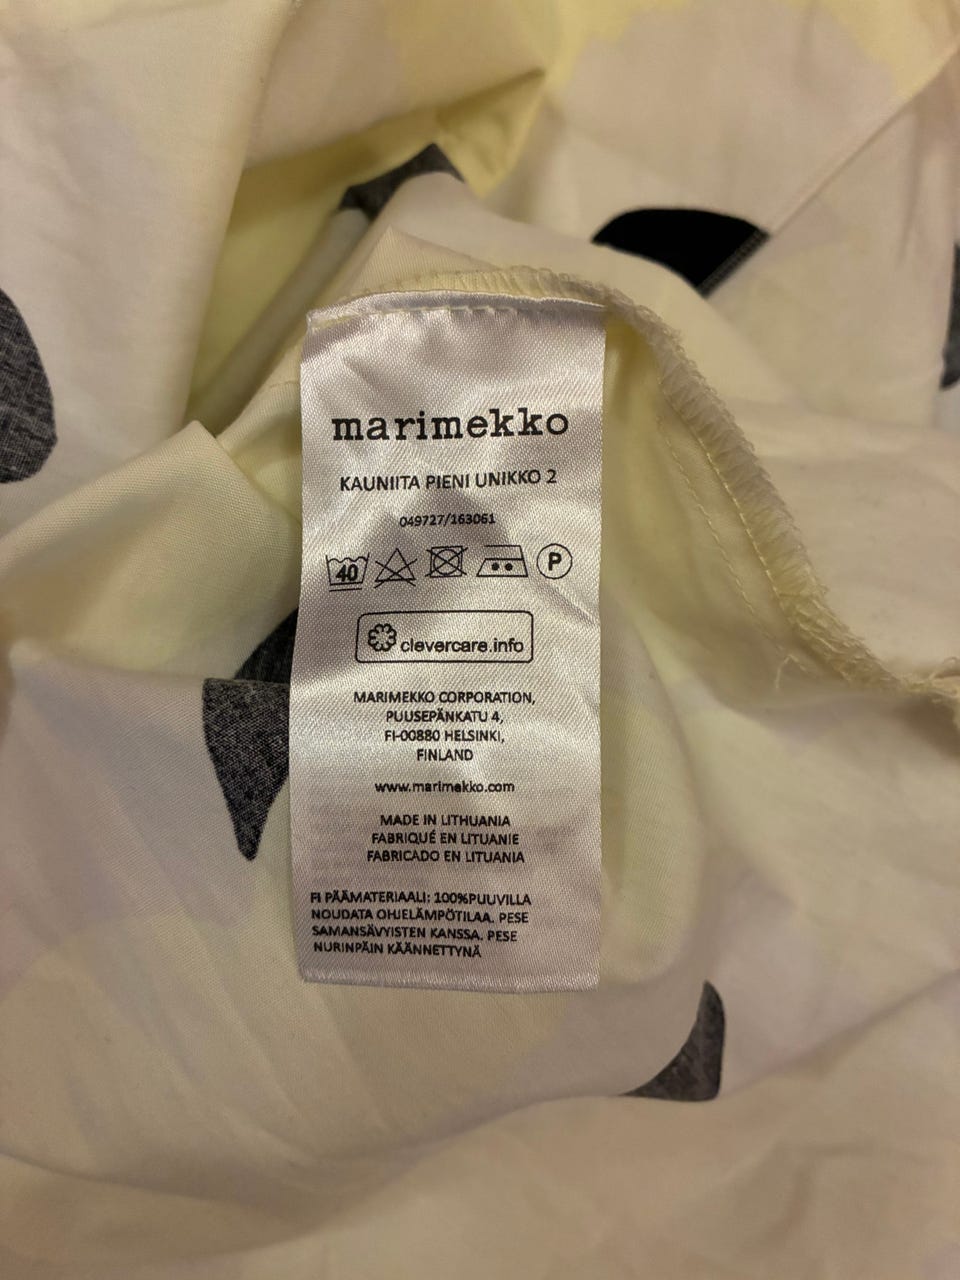 marimekko
KAUNIITA PIENI UNIKKO 2
049727/163061
40 P
clevercare.info
MARIMEKKO CORPORATION,
PUUSEPÄNKATU 4,
FI-00880 HELSINKI,
FINLAND
www.marimekko.com
MADE IN LITHUANIA
FABRIQUÉ EN LITUANIE
FABRICADO EN LITUANIA
FI PÄÄMATERIAALI: 100%PUUVILLA
NOUDATA OHJELÄMPÖTILAA. PESE
SAMANSÄVYISTEN KANSSA. PESE
NURINPÄIN KÄÄNNETTYNÄ